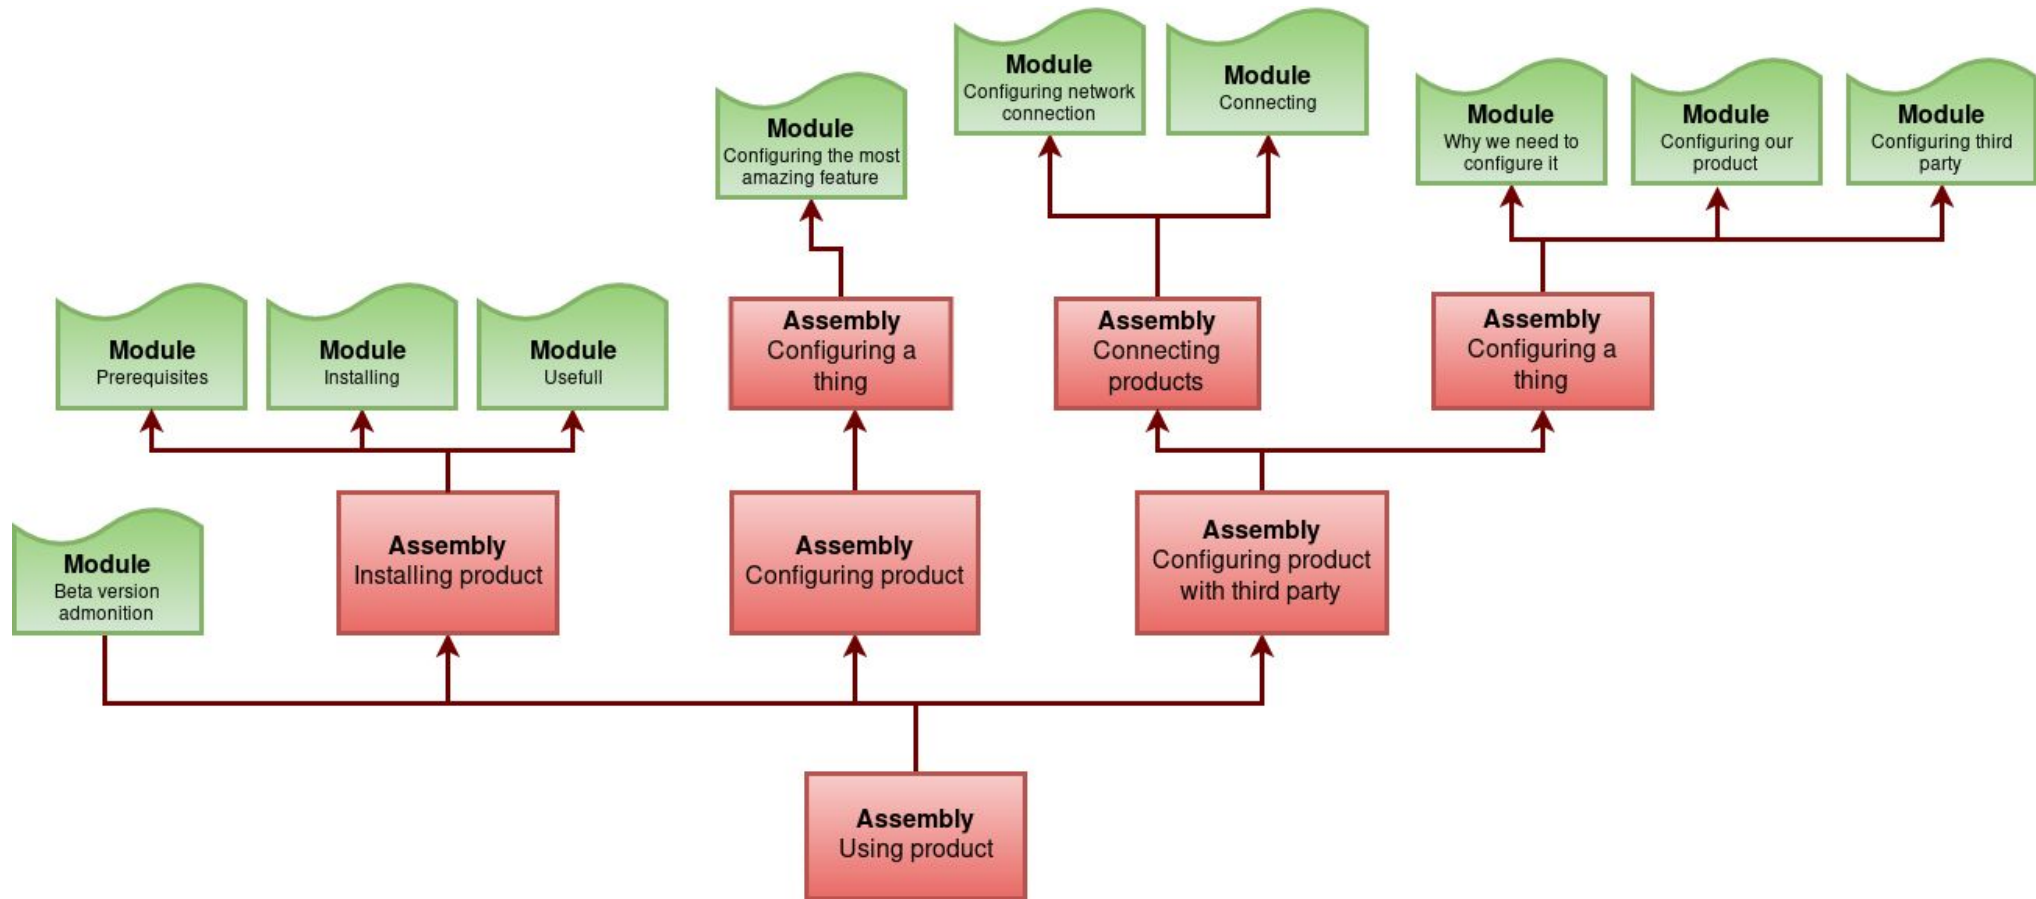 Module
Configuring network
connection
Module
Connecting
Module
Configuring the most
amazing feature
Module
Why we need to
configure it
Module
Configuring our
product
Module
Configuring third
party
Module
Prerequisites
Module
Installing
Module
Usefull
Assembly
Configuring a
thing
Assembly
Connecting
products
Assembly
Configuring a
thing
Module
Beta version
admonition
Assembly
Installing product
Assembly
Configuring product
Assembly
Configuring product
with third party
Assembly
Using product